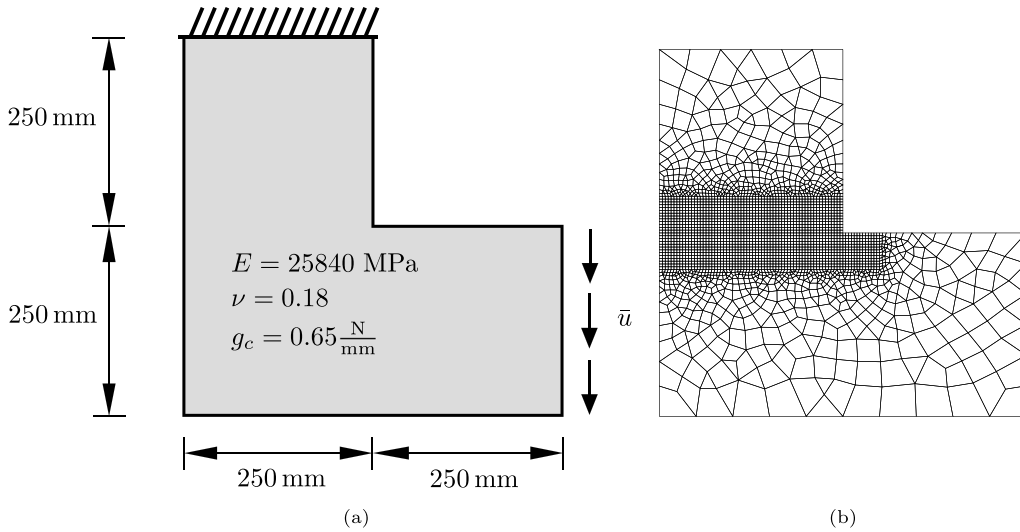 250 mm
250 mm
E = 25840 MPa
ν = 0.18
g_c = 0.65 N/mm
ū
250 mm
250 mm
(a)
(b)